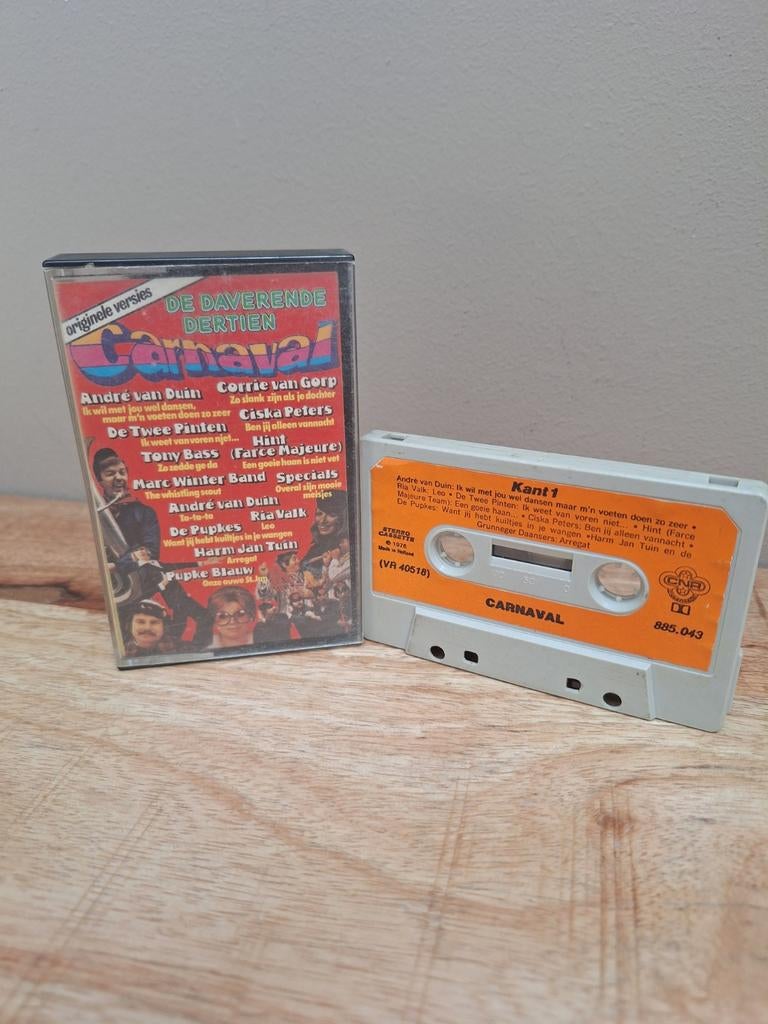 originele versies
DE DAVERENDE
DERTIEN
Carnaval
André van Duin
Ik wil met jou wel dansen,
maar m'n voeten doen zo zeer
Corrie van Gorp
Zo slank zijn als je dochter
Ciska Peters
Ben jij alleen vannacht
De Twee Pinten
Ik weet van voren niet...
Hint
(Farce Majeure)
Een goeie haan is niet vet
Tony Bass
Zo zedde ge da
Marc Winter Band
The whistling scout
Specials
Overal zijn mooie
meisjes
André van Duin
Ta-ta-ta
Ria Valk
Leo
De Pupkes
Want jij hebt kuiltjes in je wangen
Harm Jan Tuin
Arregat
Pupke Blauw
Onze ouwe St. Jan
Kant 1
André van Duin: Ik wil met jou wel dansen maar m'n voeten doen zo zeer •
Ria Valk: Leo • De Twee Pinten: Ik weet van voren niet... • Hint (Farce
Majeure Team): Een goeie haan... • Ciska Peters: Ben jij alleen vannacht •
De Pupkes: Want jij hebt kuiltjes in je wangen • Harm Jan Tuin en de
Grunneger Daansers: Arregat
STEREO
CASSETTE
℗ 1976
Made in Holland
(VR 40518)
CNR
885.043
CARNAVAL